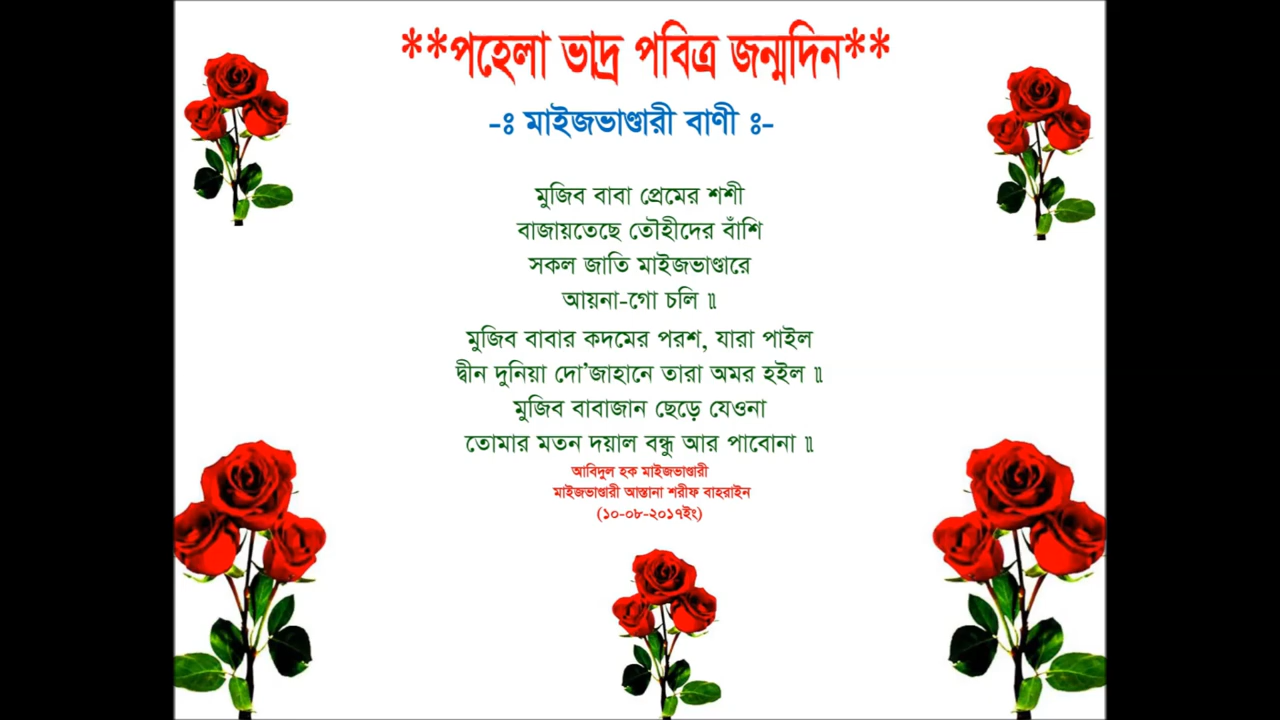 **পহেলা ভাদ্র পবিত্র জন্মদিন**
-ঃ মাইজভাণ্ডারী বাণী ঃ-
মুজিব বাবা প্রেমের শশী
বাজায়তেছে তৌহীদের বাঁশি
সকল জাতি মাইজভাণ্ডারে
আয়না-গো চলি ॥
মুজিব বাবার কদমের পরশ, যারা পাইল
দ্বীন দুনিয়া দো’জাহানে তারা অমর হইল ॥
মুজিব বাবাজান ছেড়ে যেওনা
তোমার মতন দয়াল বন্ধু আর পাবোনা ॥
আবিদুল হক মাইজভাণ্ডারী
মাইজভাণ্ডারী আস্তানা শরীফ বাহরাইন
(১০-০৮-২০১৭ইং)